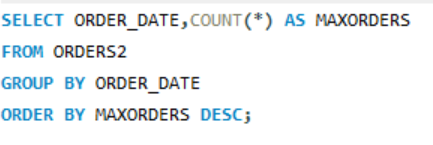 SELECT ORDER_DATE,COUNT(*) AS MAXORDERS
FROM ORDERS2
GROUP BY ORDER_DATE
ORDER BY MAXORDERS DESC;